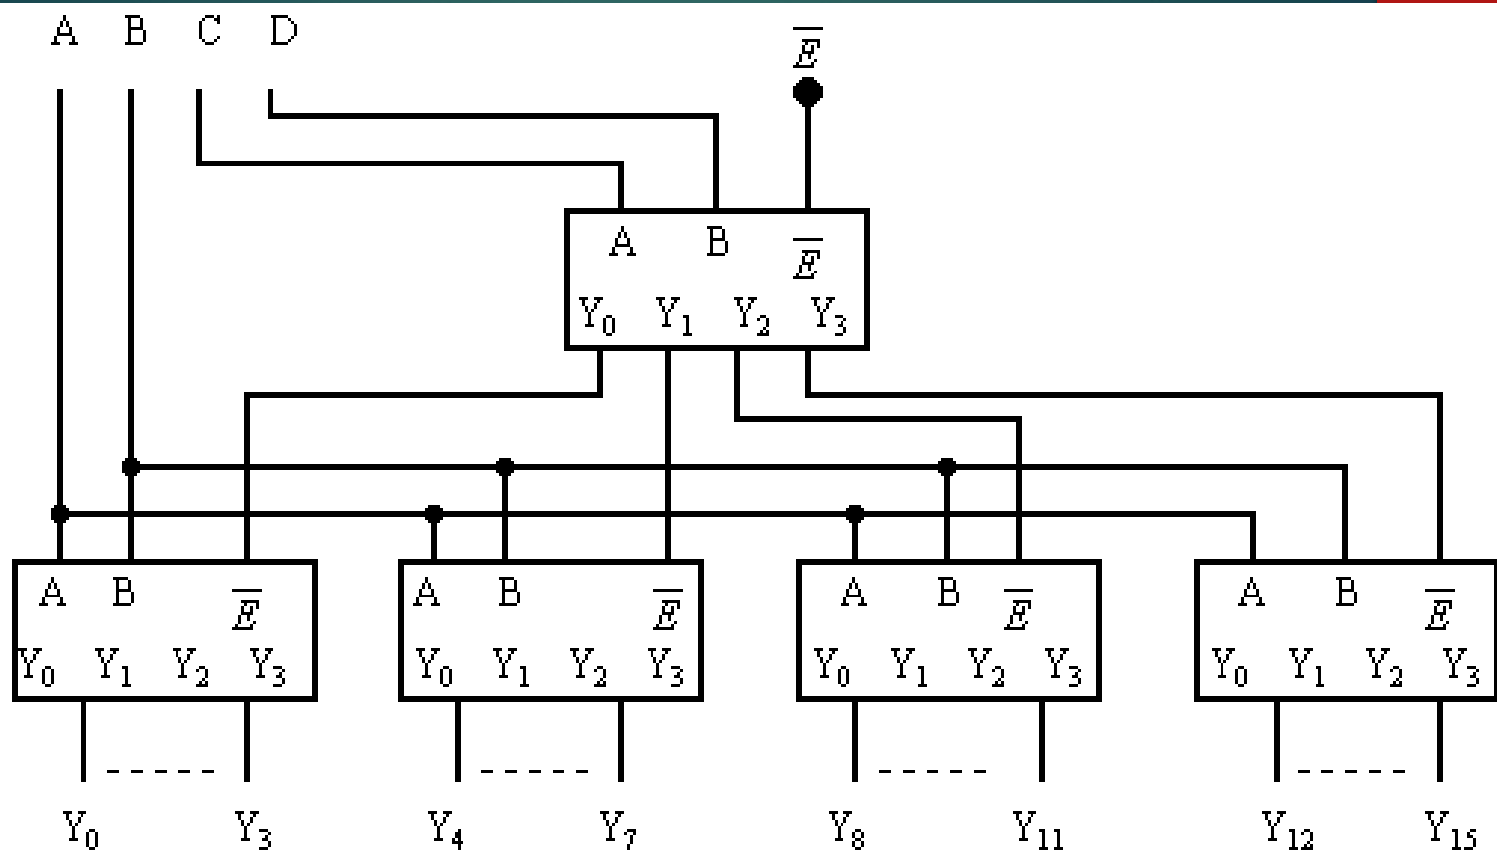 A B C D
E̅
A B E̅
Y₀ Y₁ Y₂ Y₃
A B E̅ A B E̅ A B E̅ A B E̅
Y₀ Y₁ Y₂ Y₃ Y₀ Y₁ Y₂ Y₃ Y₀ Y₁ Y₂ Y₃ Y₀ Y₁ Y₂ Y₃
Y₀ Y₃ Y₄ Y₇ Y₈ Y₁₁ Y₁₂ Y₁₅